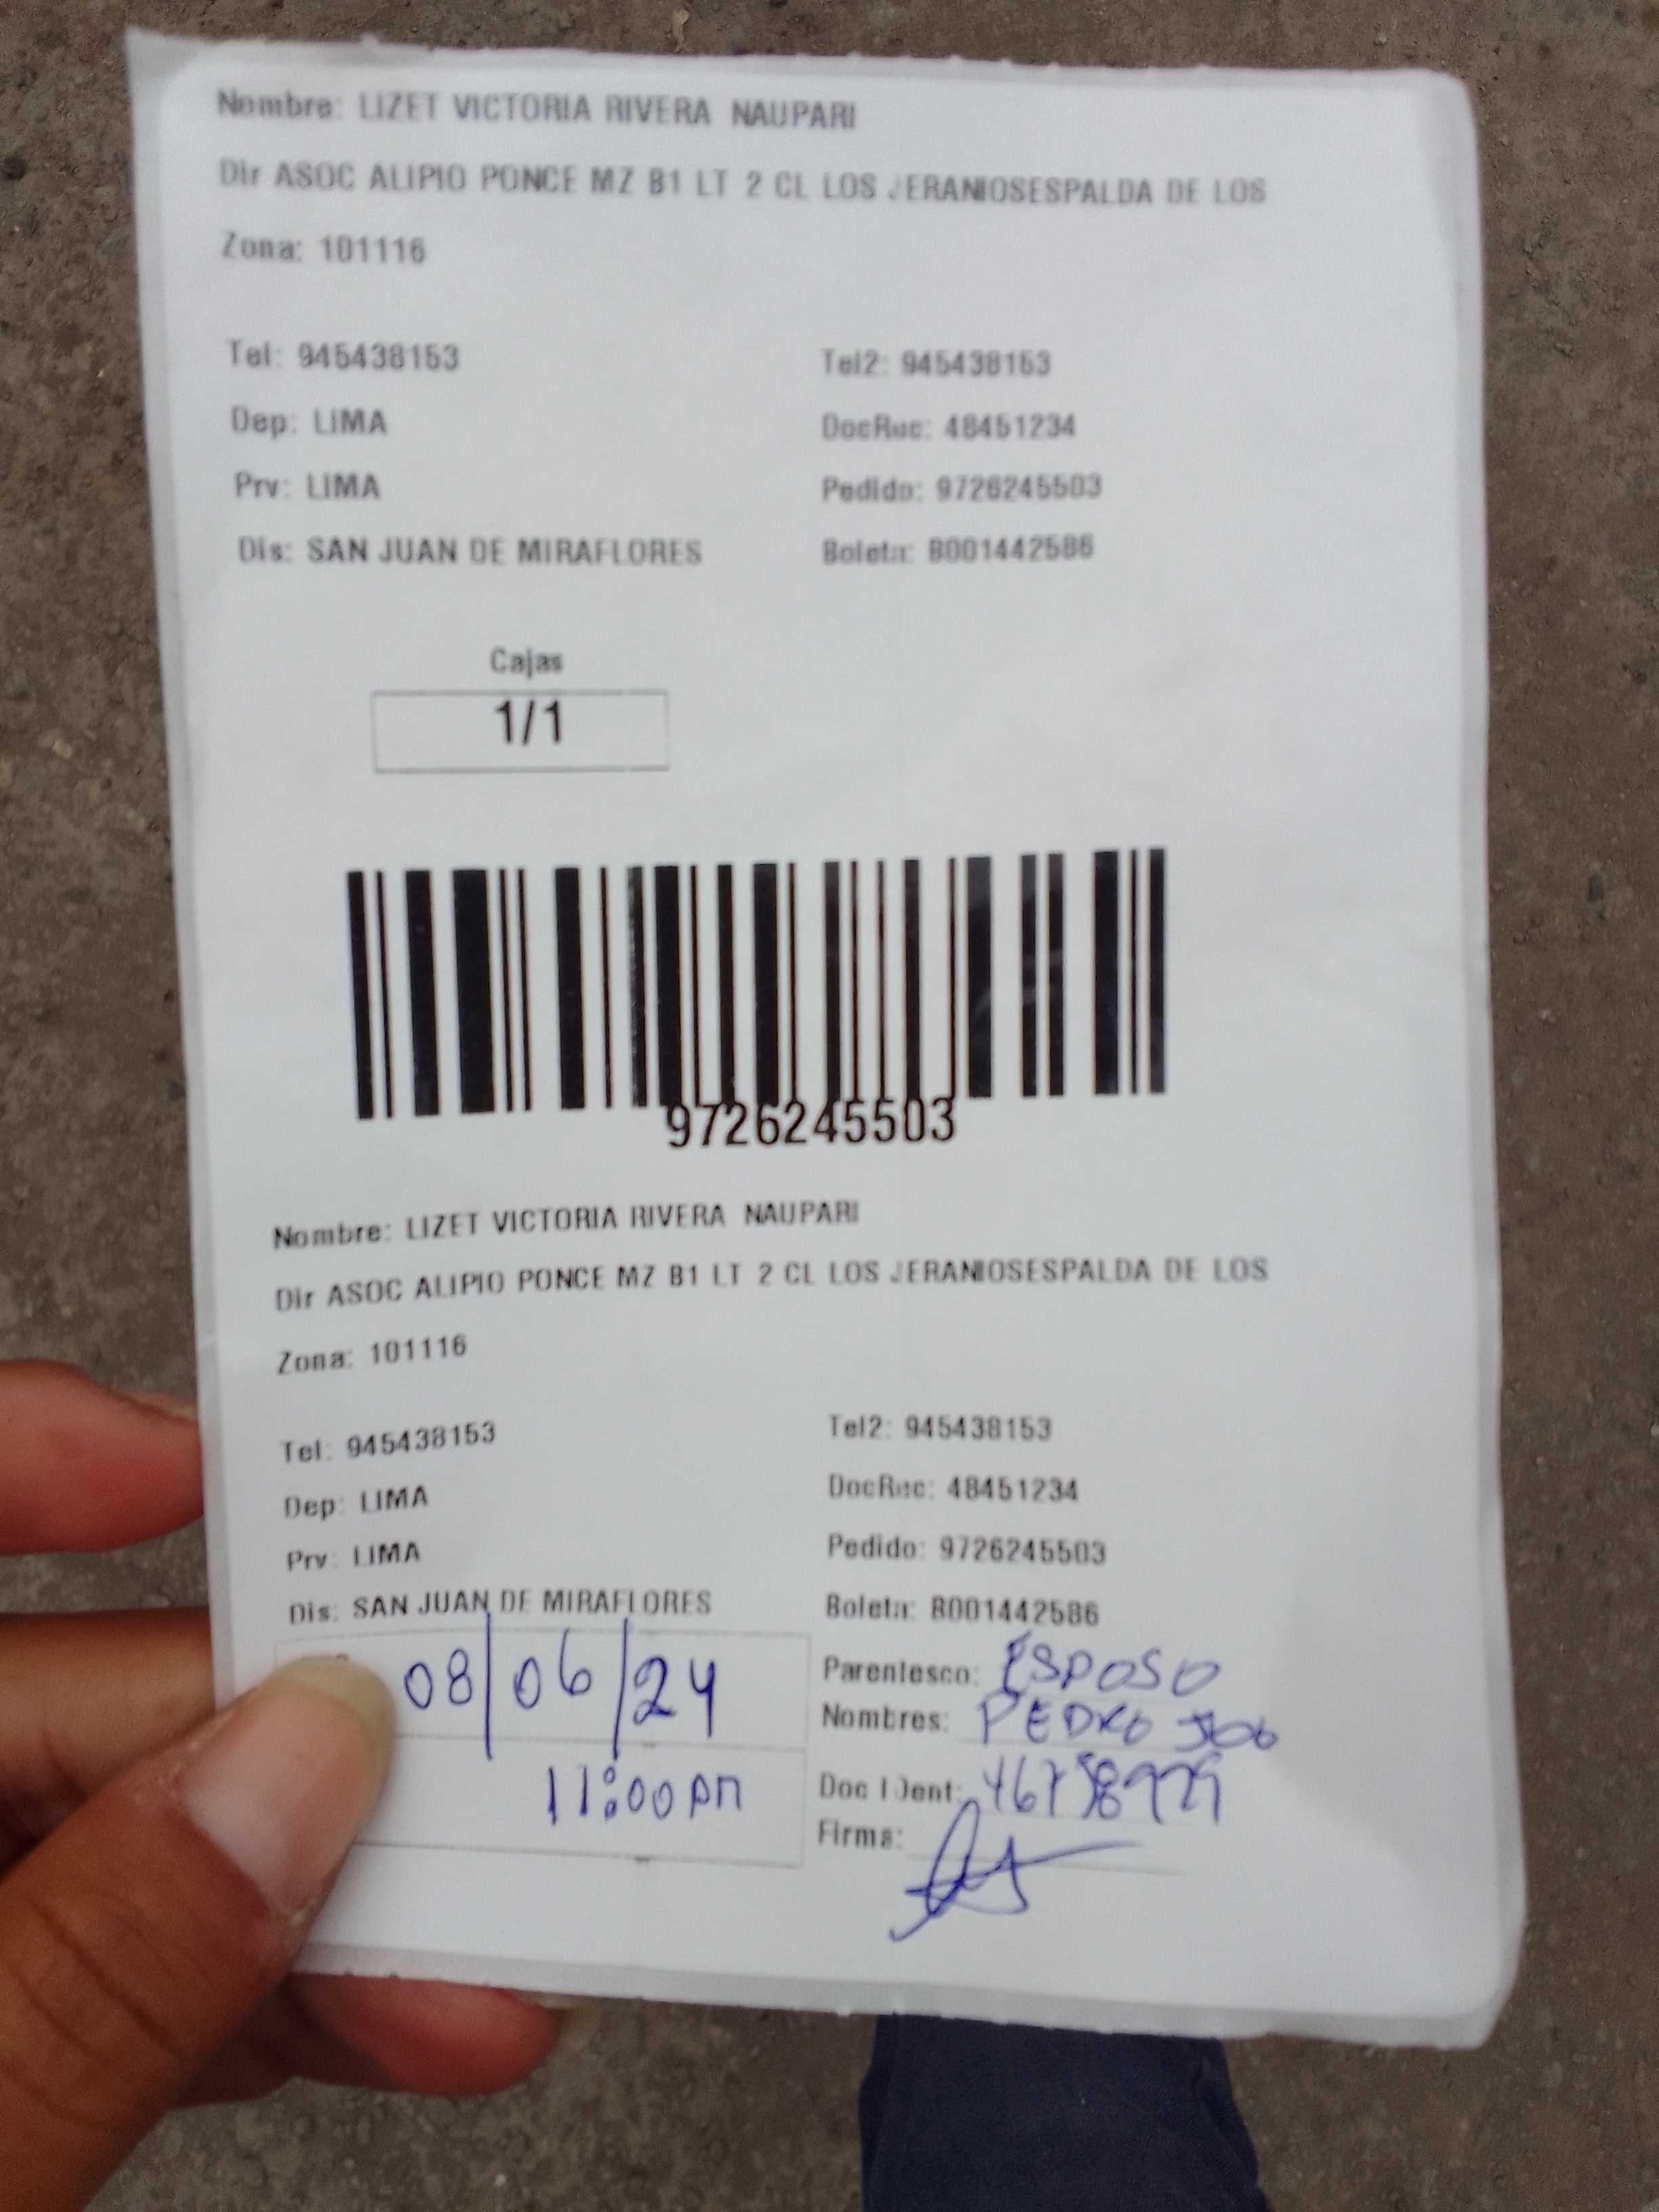 Nombre: LIZET VICTORIA RIVERA NAUPARI
Dir ASOC ALIPIO PONCE MZ B1 LT 2 CL LOS JERANIOSESPALDA DE LOS
Zona: 101116
Tel: 945438153 Tel2: 945438153
Dep: LIMA DocRuc: 48451234
Prv: LIMA Pedido: 9726245503
Dis: SAN JUAN DE MIRAFLORES Boleta: B001442586
Cajas
1/1
9726245503
Nombre: LIZET VICTORIA RIVERA NAUPARI
Dir ASOC ALIPIO PONCE MZ B1 LT 2 CL LOS JERANIOSESPALDA DE LOS
Zona: 101116
Tel: 945438153 Tel2: 945438153
Dep: LIMA DocRuc: 48451234
Prv: LIMA Pedido: 9726245503
Dis: SAN JUAN DE MIRAFLORES Boleta: B001442586
08/06/24 Parentesco: ESPOSO
Nombres: PEDRO
11:00 Doc IDent:
Firma: